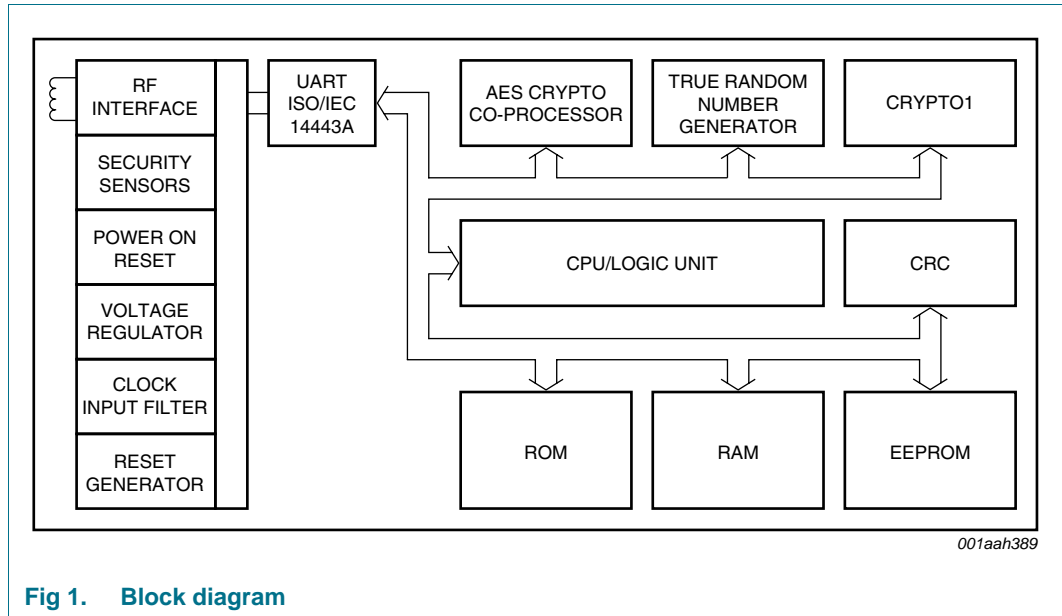 RF
INTERFACE
SECURITY
SENSORS
POWER ON
RESET
VOLTAGE
REGULATOR
CLOCK
INPUT FILTER
RESET
GENERATOR
UART
ISO/IEC
14443A
AES CRYPTO
CO-PROCESSOR
TRUE RANDOM
NUMBER
GENERATOR
CRYPTO1
CPU/LOGIC UNIT
CRC
ROM
RAM
EEPROM
001aah389
Fig 1. Block diagram